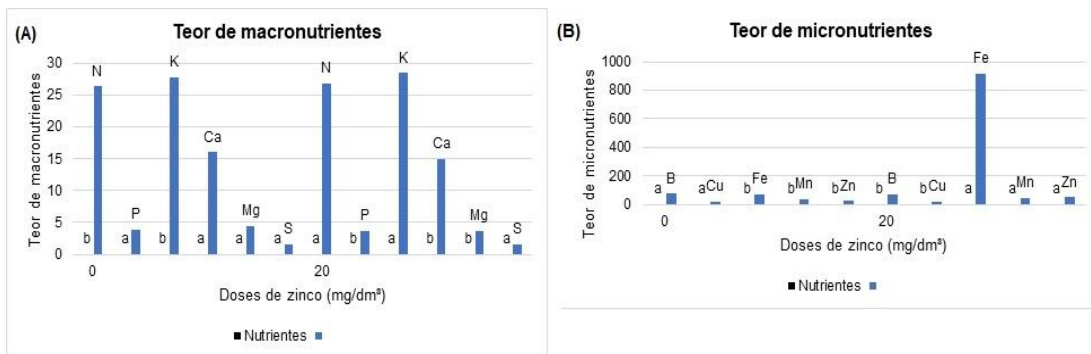 (A)
Teor de macronutrientes
Teor de macronutrientes
30
25
20
15
10
5
0
N
P
K
Ca
Mg
S
N
P
K
Ca
Mg
S
b a b a a a a b a b b a
0 20
Doses de zinco (mg/dm³)
Nutrientes
(B)
Teor de micronutrientes
Teor de micronutrientes
1000
800
600
400
200
0
a B a Cu b Fe b Mn b Zn b B b Cu a Fe a Mn a Zn
0 20
Doses de zinco (mg/dm³)
Nutrientes